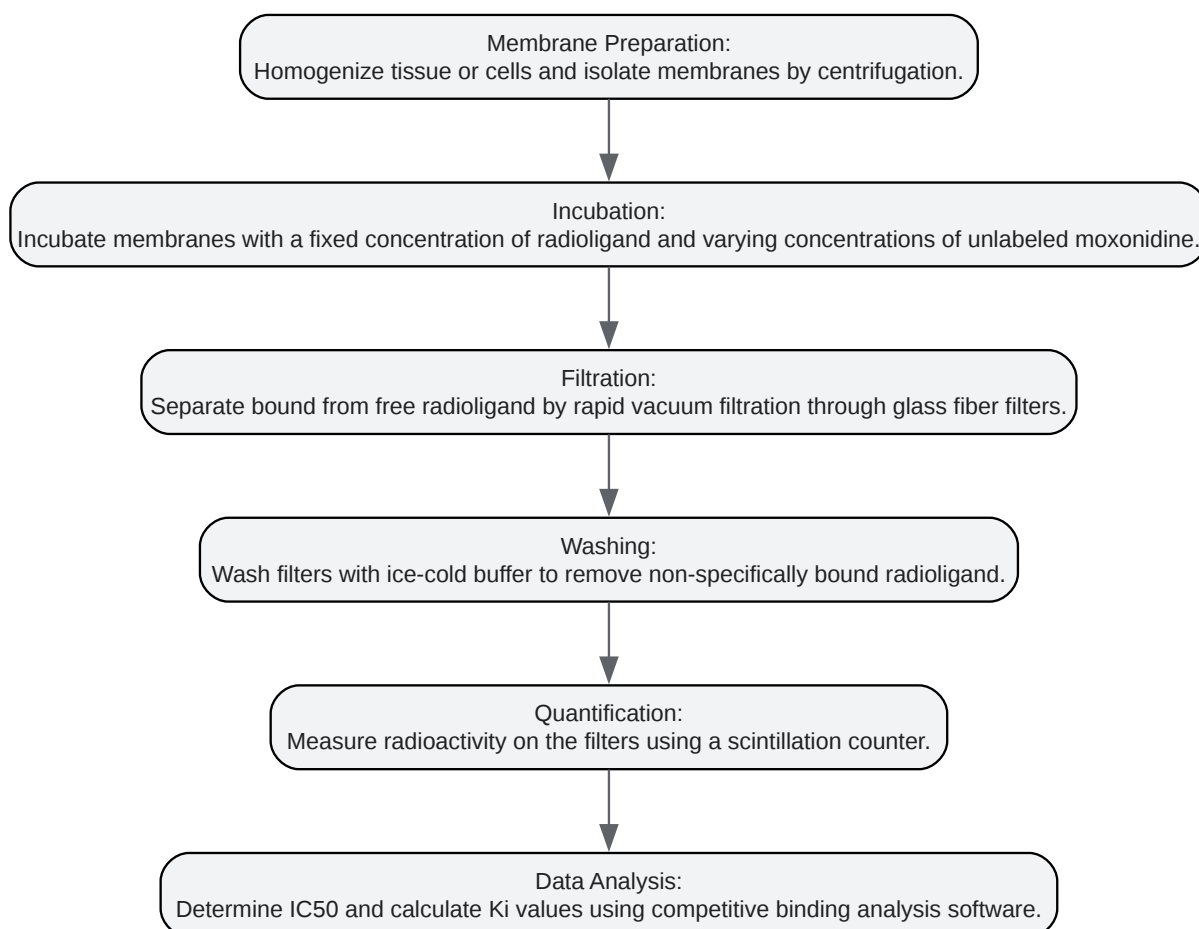 Membrane Preparation:
Homogenize tissue or cells and isolate membranes by centrifugation.
Incubation:
Incubate membranes with a fixed concentration of radioligand and varying concentrations of unlabeled moxonidine.
Filtration:
Separate bound from free radioligand by rapid vacuum filtration through glass fiber filters.
Washing:
Wash filters with ice-cold buffer to remove non-specifically bound radioligand.
Quantification:
Measure radioactivity on the filters using a scintillation counter.
Data Analysis:
Determine IC50 and calculate Ki values using competitive binding analysis software.